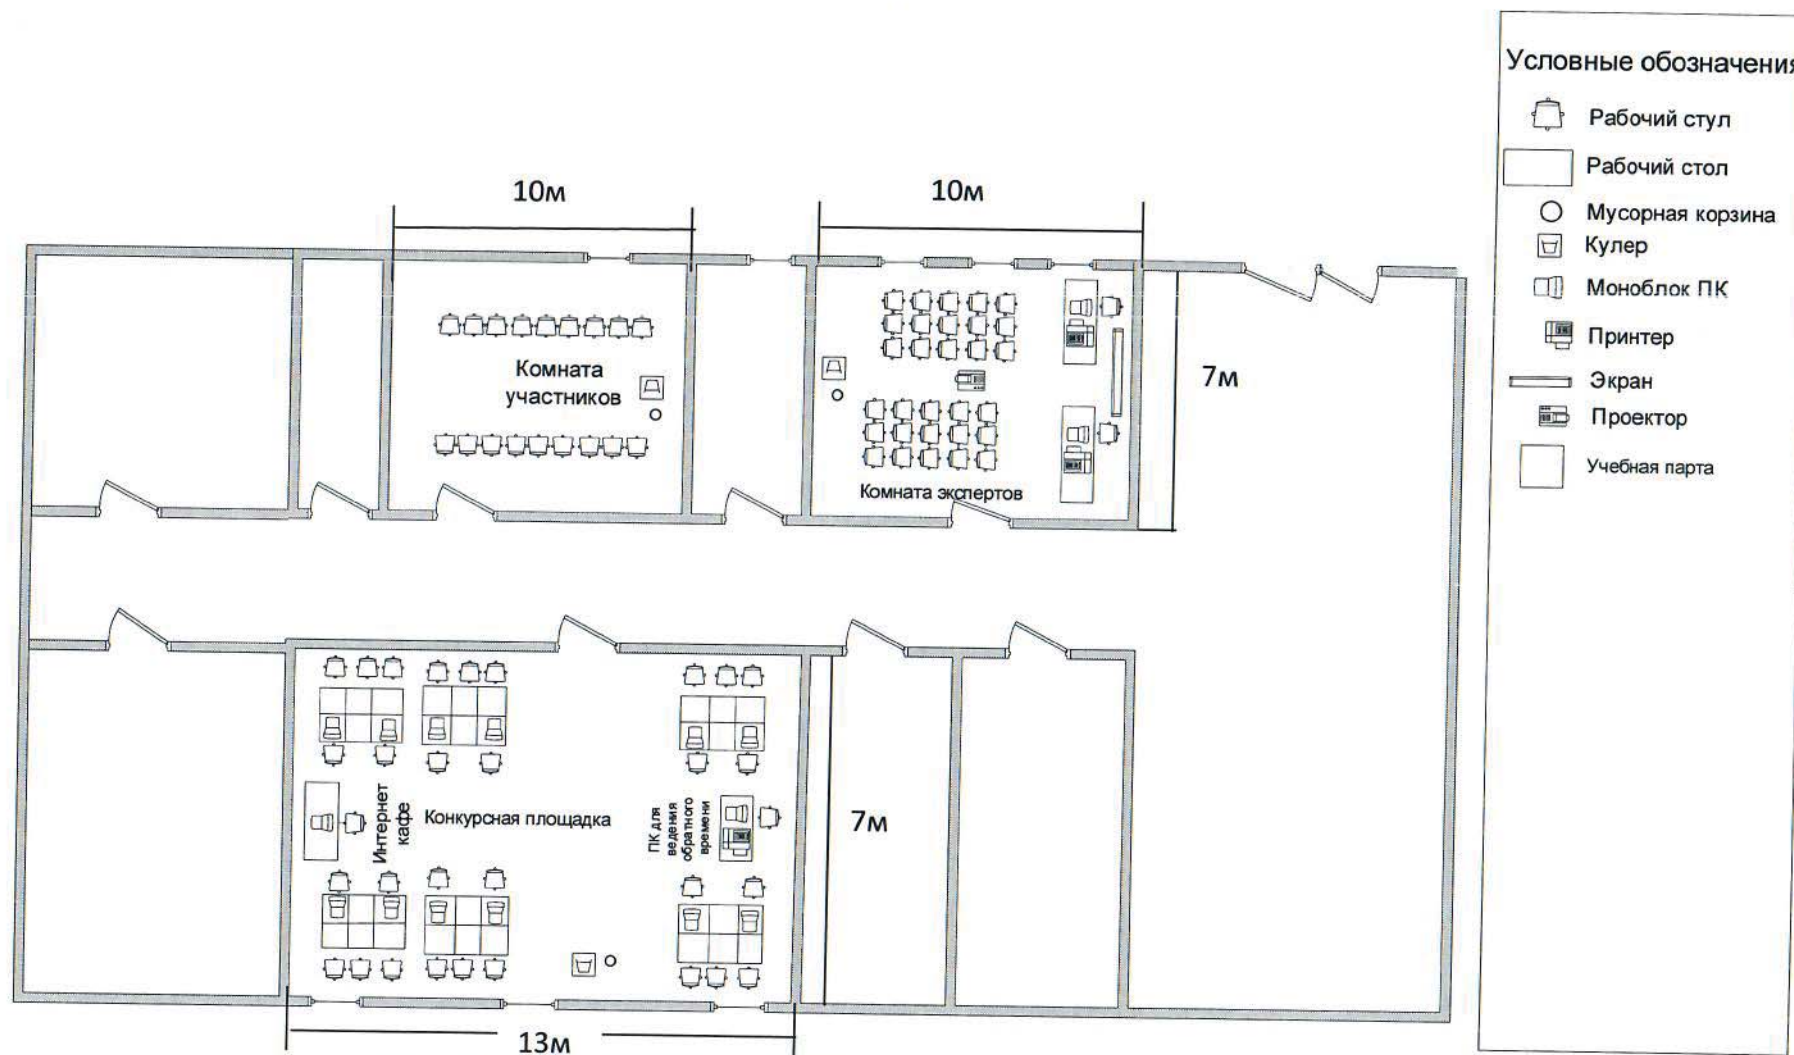 Условные обозначения
Рабочий стул
Рабочий стол
Мусорная корзина
Кулер
Моноблок ПК
Принтер
Экран
Проектор
Учебная парта
10м
10м
Комната
участников
7м
Комната экспертов
Интернет
кафе
Конкурсная площадка
ПК для
ведения
обратного
времени
7м
13м